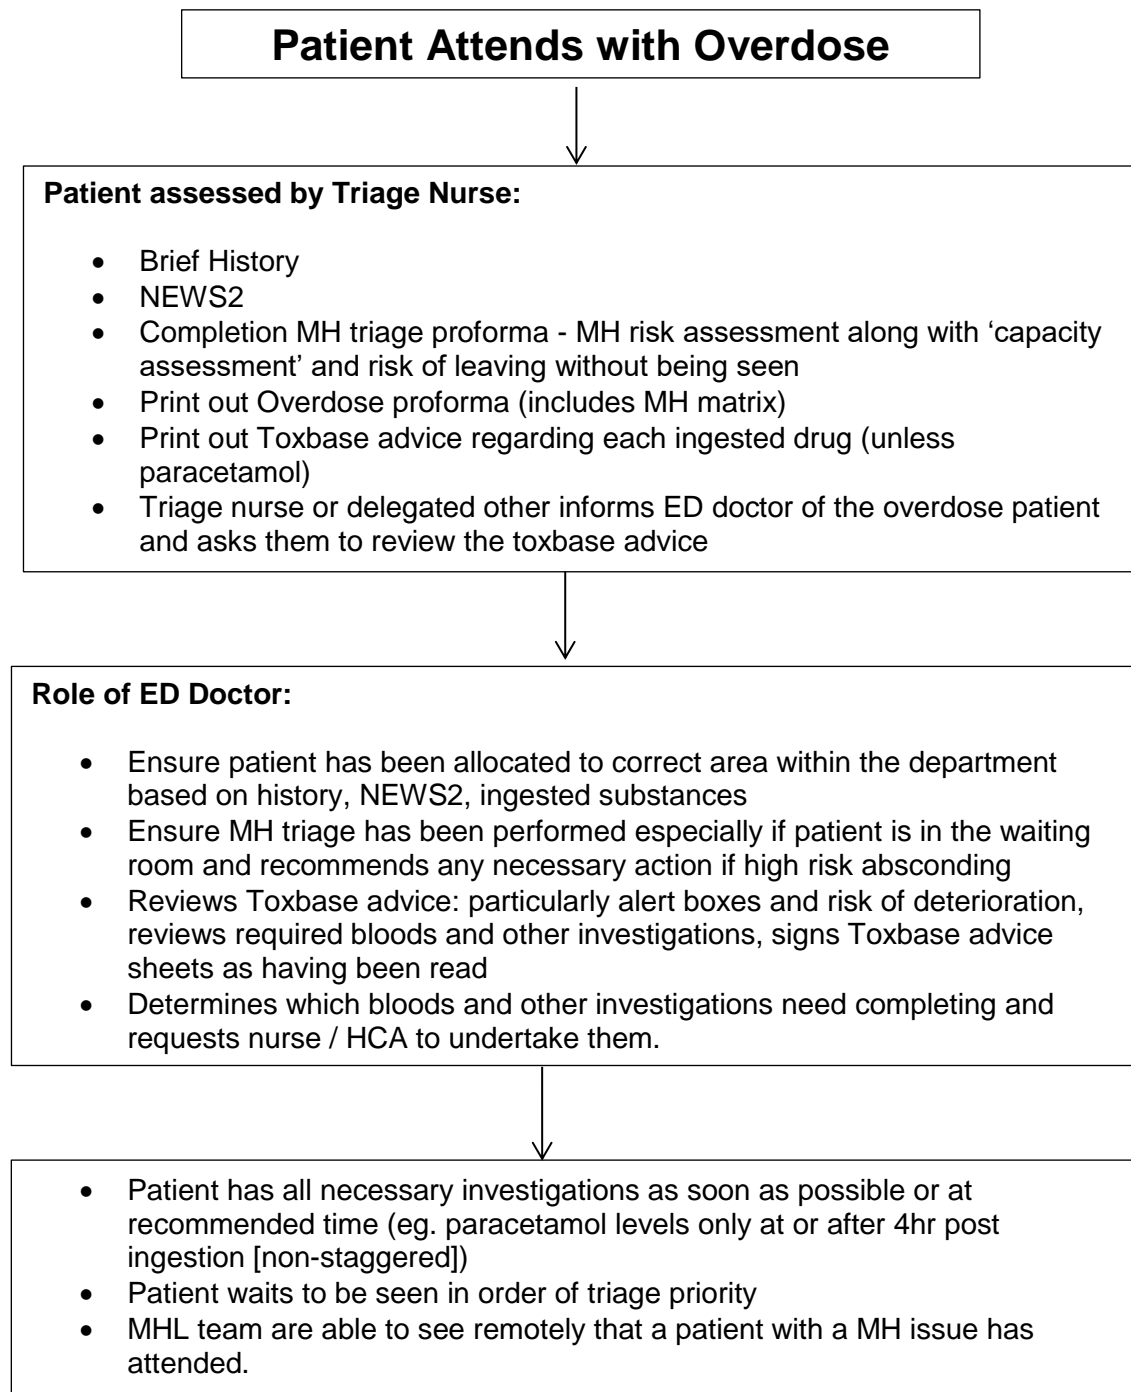 Patient Attends with Overdose
Patient assessed by Triage Nurse:
• Brief History
• NEWS2
• Completion MH triage proforma - MH risk assessment along with ‘capacity
assessment’ and risk of leaving without being seen
• Print out Overdose proforma (includes MH matrix)
• Print out Toxbase advice regarding each ingested drug (unless
paracetamol)
• Triage nurse or delegated other informs ED doctor of the overdose patient
and asks them to review the toxbase advice
Role of ED Doctor:
• Ensure patient has been allocated to correct area within the department
based on history, NEWS2, ingested substances
• Ensure MH triage has been performed especially if patient is in the waiting
room and recommends any necessary action if high risk absconding
• Reviews Toxbase advice: particularly alert boxes and risk of deterioration,
reviews required bloods and other investigations, signs Toxbase advice
sheets as having been read
• Determines which bloods and other investigations need completing and
requests nurse / HCA to undertake them.
• Patient has all necessary investigations as soon as possible or at
recommended time (eg. paracetamol levels only at or after 4hr post
ingestion [non-staggered])
• Patient waits to be seen in order of triage priority
• MHL team are able to see remotely that a patient with a MH issue has
attended.